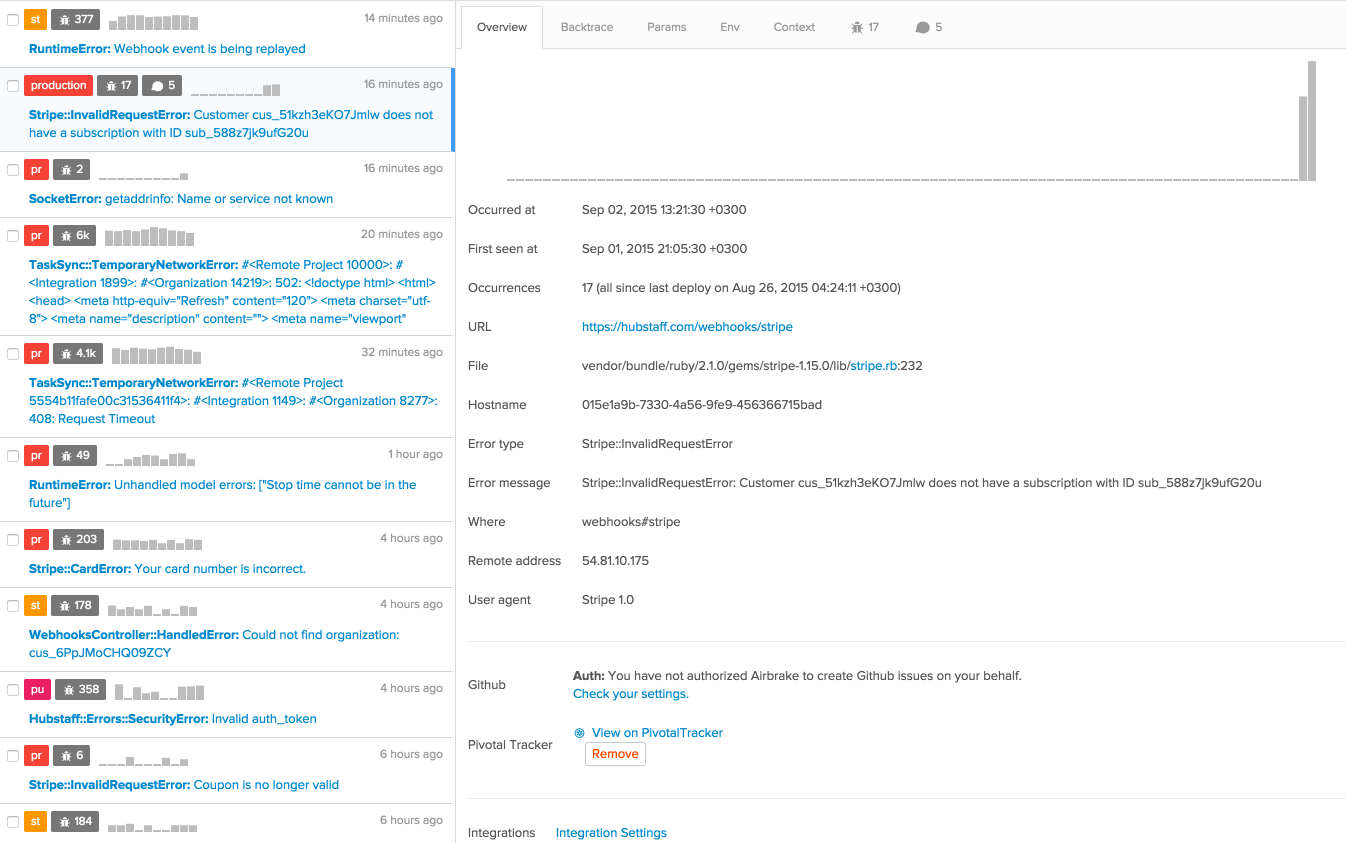 st 377 14 minutes ago
RuntimeError: Webhook event is being replayed
production 17 5 16 minutes ago
Stripe::InvalidRequestError: Customer cus_51kzh3eKO7Jmlw does not
have a subscription with ID sub_588z7jk9ufG20u
pr 2 16 minutes ago
SocketError: getaddrinfo: Name or service not known
pr 6k 20 minutes ago
TaskSync::TemporaryNetworkError: #<Remote Project 10000>: #
<Integration 1899>: #<Organization 14219>: 502: <!doctype html> <html>
<head> <meta http-equiv="Refresh" content="120"> <meta charset="utf-
8"> <meta name="description" content=""> <meta name="viewport"
pr 4.1k 32 minutes ago
TaskSync::TemporaryNetworkError: #<Remote Project
5554b11fafe00c31536411f4>: #<Integration 1149>: #<Organization 8277>:
408: Request Timeout
pr 49 1 hour ago
RuntimeError: Unhandled model errors: ["Stop time cannot be in the
future"]
pr 203 4 hours ago
Stripe::CardError: Your card number is incorrect.
st 178 4 hours ago
WebhooksController::HandledError: Could not find organization:
cus_6PpJMoCHQ09ZCY
pu 358 4 hours ago
Hubstaff::Errors::SecurityError: Invalid auth_token
pr 6 6 hours ago
Stripe::InvalidRequestError: Coupon is no longer valid
st 184 6 hours ago
Overview Backtrace Params Env Context 17 5
Occurred at Sep 02, 2015 13:21:30 +0300
First seen at Sep 01, 2015 21:05:30 +0300
Occurrences 17 (all since last deploy on Aug 26, 2015 04:24:11 +0300)
URL https://hubstaff.com/webhooks/stripe
File vendor/bundle/ruby/2.1.0/gems/stripe-1.15.0/lib/stripe.rb:232
Hostname 015e1a9b-7330-4a56-9fe9-456366715bad
Error type Stripe::InvalidRequestError
Error message Stripe::InvalidRequestError: Customer cus_51kzh3eKO7Jmlw does not have a subscription with ID sub_588z7jk9ufG20u
Where webhooks#stripe
Remote address 54.81.10.175
User agent Stripe 1.0
Github Auth: You have not authorized Airbrake to create Github issues on your behalf.
Check your settings.
Pivotal Tracker View on PivotalTracker
Remove
Integrations Integration Settings